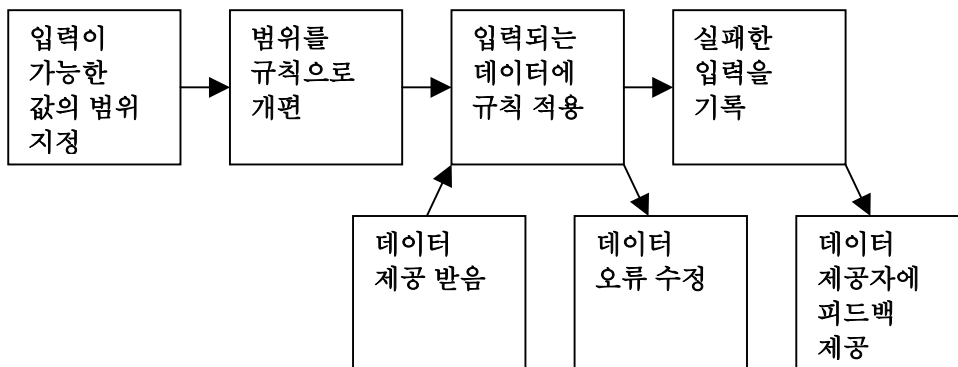 입력이
가능한
값의 범위
지정
범위를
규칙으로
개편
입력되는
데이터에
규칙 적용
실패한
입력을
기록
데이터
제공 받음
데이터
오류 수정
데이터
제공자에
피드백
제공